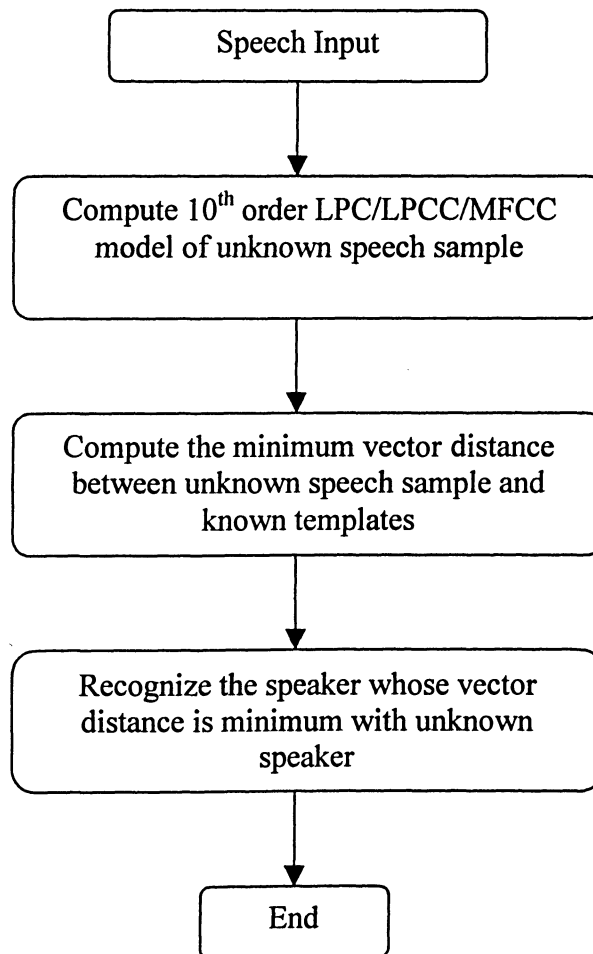 Speech Input
Compute 10th order LPC/LPCC/MFCC
model of unknown speech sample
Compute the minimum vector distance
between unknown speech sample and
known templates
Recognize the speaker whose vector
distance is minimum with unknown
speaker
End